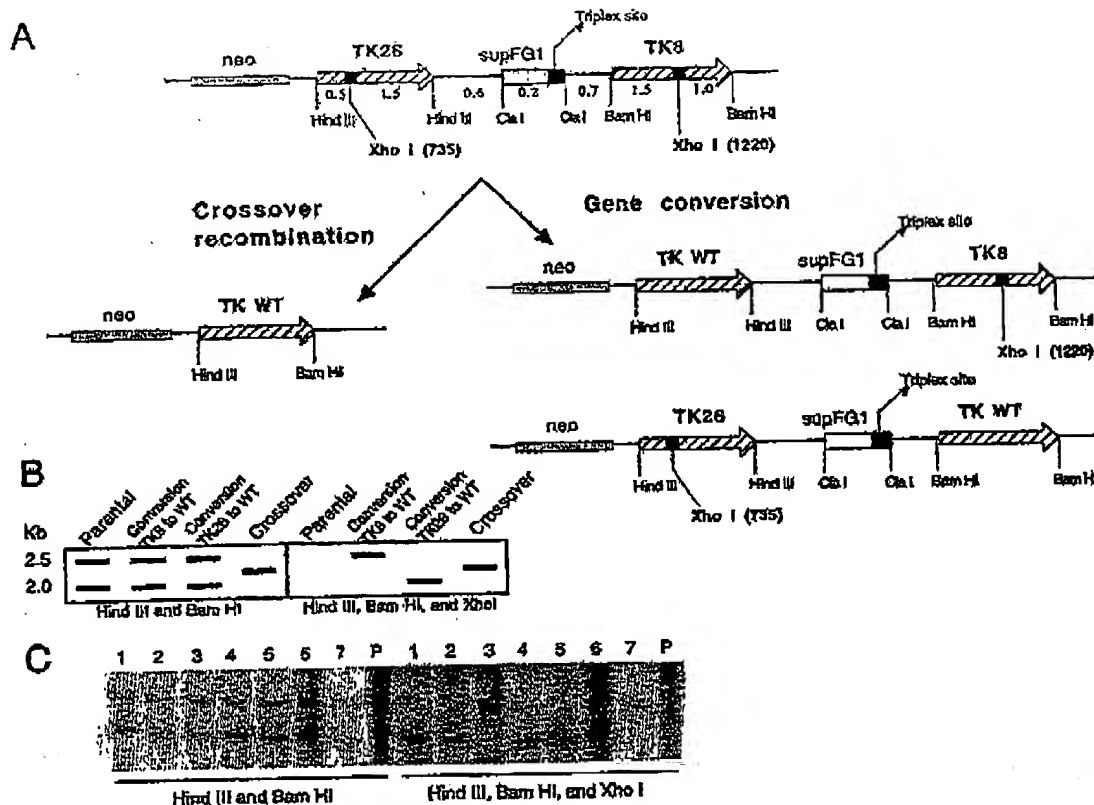 A
Triplex site
neo
TK26
supFG1
TK8
0.5
1.5
0.6
0.2
0.7
1.5
1.0
Hind III
Hind III
Cla I
Cla I
Bam HI
Bam HI
Xho I (735)
Xho I (1220)
Crossover
recombination
Gene conversion
Triplex site
neo
TK WT
supFG1
TK8
Hind III
Hind III
Cla I
Cla I
Bam HI
Bam HI
Xho I (1220)
neo
TK WT
Hind III
Bam HI
Triplex site
neo
TK26
supFG1
TK WT
Hind III
Hind III
Cla I
Cla I
Bam HI
Bam HI
Xho I (735)
B
Kb
Parental
Conversion
TK8 to WT
Conversion
TK26 to WT
Crossover
Parental
Conversion
TK8 to WT
Conversion
TK26 to WT
Crossover
2.5
2.0
Hind III and Bam HI
Hind III, Bam HI, and XhoI
C
1 2 3 4 5 6 7 P 1 2 3 4 5 6 7 P
Hind III and Bam HI
Hind III, Bam HI, and Xho I